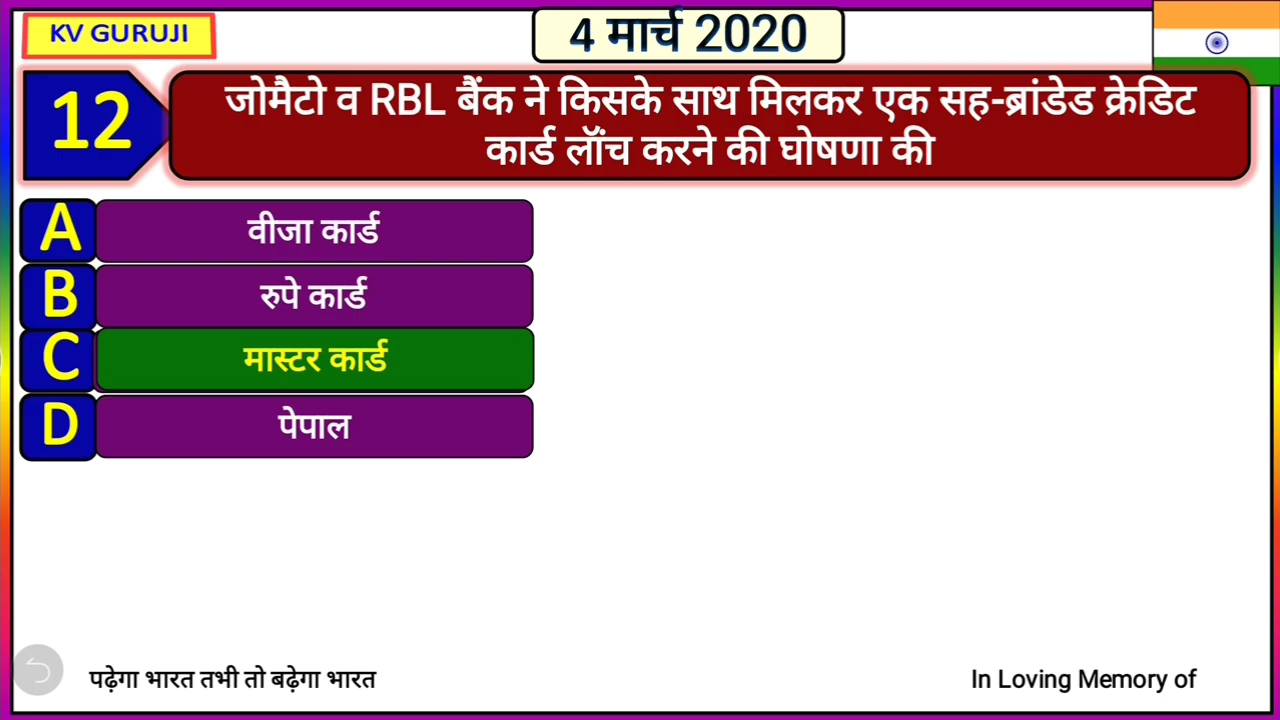 KV GURUJI
4 मार्च 2020
12
जोमैटो व RBL बैंक ने किसके साथ मिलकर एक सह-ब्रांडेड क्रेडिट
कार्ड लॉंच करने की घोषणा की
A वीजा कार्ड
B रुपे कार्ड
C मास्टर कार्ड
D पेपाल
पढ़ेगा भारत तभी तो बढ़ेगा भारत
In Loving Memory of